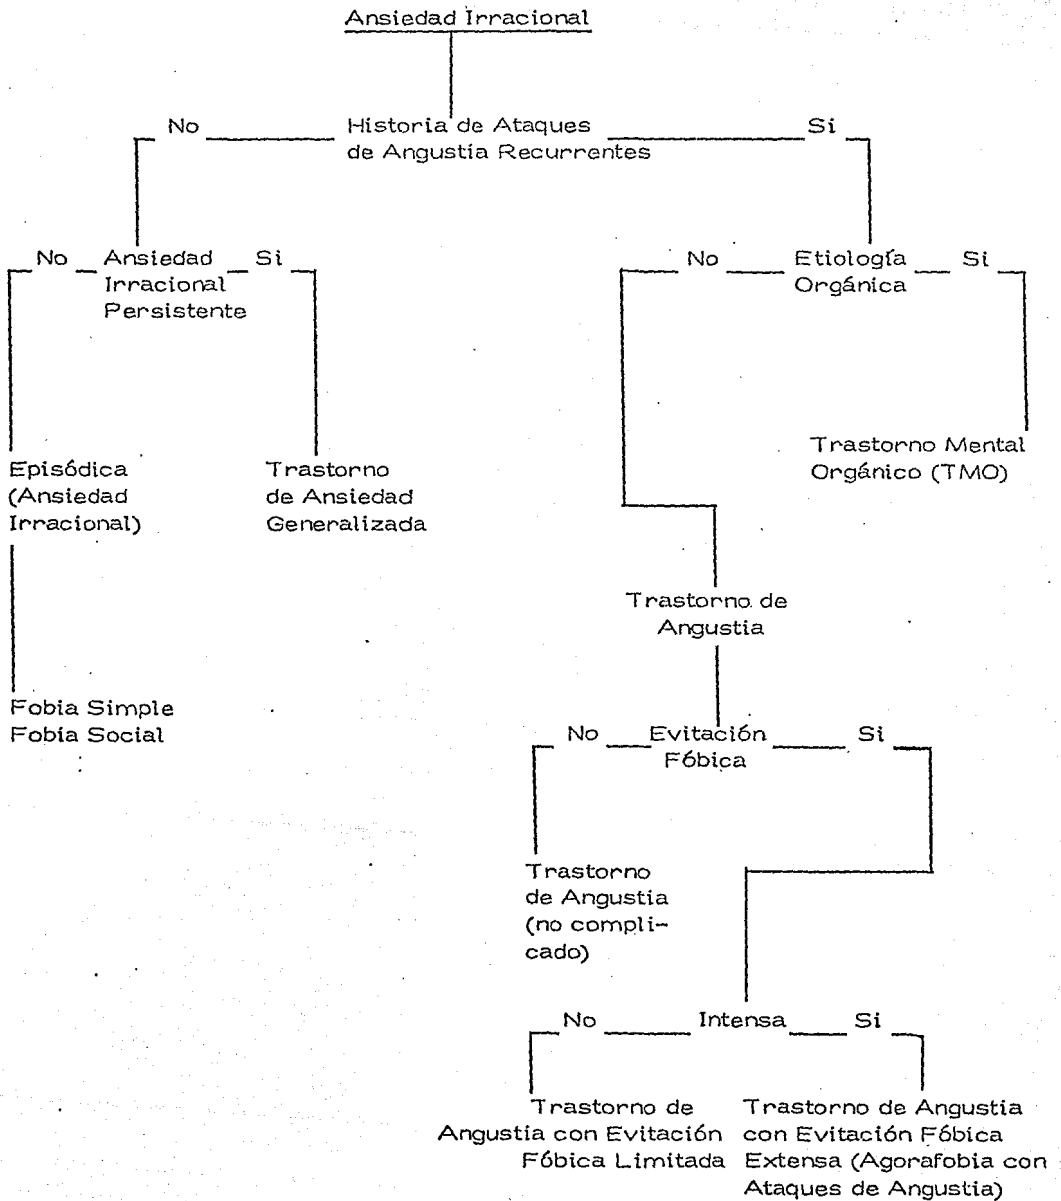 Ansiedad Irracional
No
Historia de Ataques
de Angustia Recurrentes
Si
No
Ansiedad
Irracional
Persistente
Si
No
Etiología
Orgánica
Si
Episódica
(Ansiedad
Irracional)
Trastorno
de Ansiedad
Generalizada
Trastorno Mental
Orgánico (TMO)
Trastorno de
Angustia
Fobia Simple
Fobia Social
No
Evitación
Fóbica
Si
Trastorno
de Angustia
(no compli-
cado)
No
Intensa
Si
Trastorno de
Angustia con Evitación
Fóbica Limitada
Trastorno de Angustia
con Evitación Fóbica
Extensa (Agorafobia con
Ataques de Angustia)